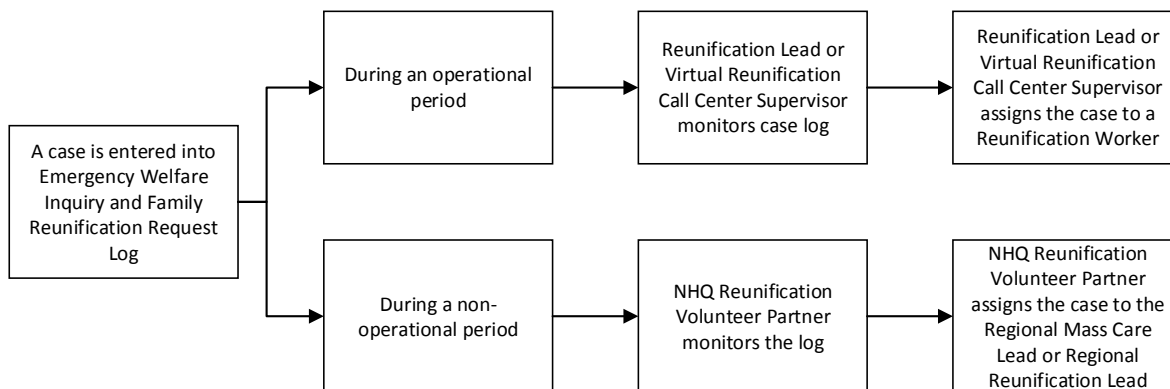 A case is entered into
Emergency Welfare
Inquiry and Family
Reunification Request
Log
During an operational
period
Reunification Lead or
Virtual Reunification
Call Center Supervisor
monitors case log
Reunification Lead or
Virtual Reunification
Call Center Supervisor
assigns the case to a
Reunification Worker
During a non-
operational period
NHQ Reunification
Volunteer Partner
monitors the log
NHQ Reunification
Volunteer Partner
assigns the case to the
Regional Mass Care
Lead or Regional
Reunification Lead